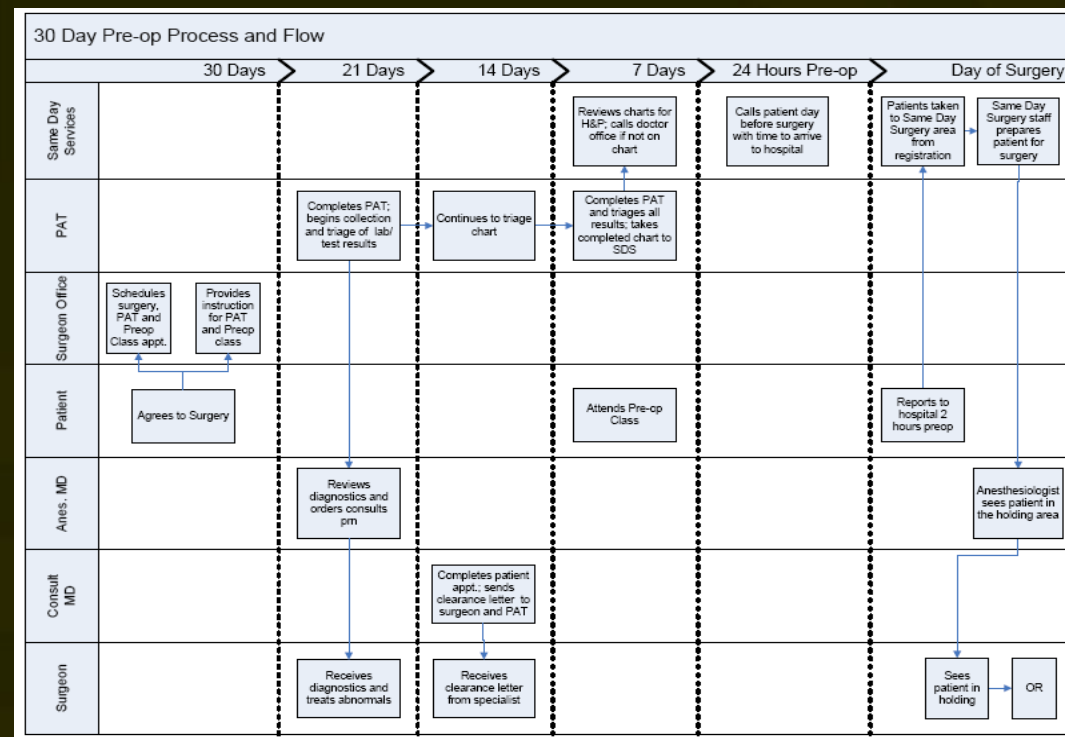 30 Day Pre-op Process and Flow
30 Days
21 Days
14 Days
7 Days
24 Hours Pre-op
Day of Surgery
Same Day
Services
Reviews charts for
H&P; calls doctor
office if not on
chart
Calls patient day
before surgery
with time to arrive
to hospital
Patients taken
to Same Day
Surgery area
from
registration
Same Day
Surgery staff
prepares
patient for
surgery
PAT
Completes PAT;
begins collection
and triage of lab/
test results
Continues to triage
chart
Completes PAT
and triages all
results; takes
completed chart to
SDS
Surgeon Office
Schedules
surgery,
PAT and
Preop
Class appt.
Provides
instruction
for PAT
and Preop
class
Patient
Agrees to Surgery
Attends Pre-op
Class
Reports to
hospital 2
hours preop
Anes. MD
Reviews
diagnostics and
orders consults
prn
Anesthesiologist
sees patient in
the holding area
Consult
MD
Completes patient
appt.; sends
clearance letter to
surgeon and PAT
Surgeon
Receives
diagnostics and
treats abnormals
Receives
clearance letter
from specialist
Sees
patient in
holding
OR